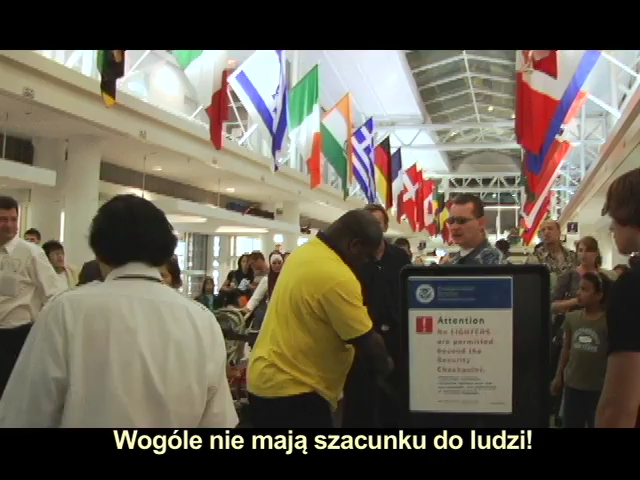 Attention
No LIGHTERS
are permitted
Beyond the
Security
Checkpoint.
Wogóle nie mają szacunku do ludzi!